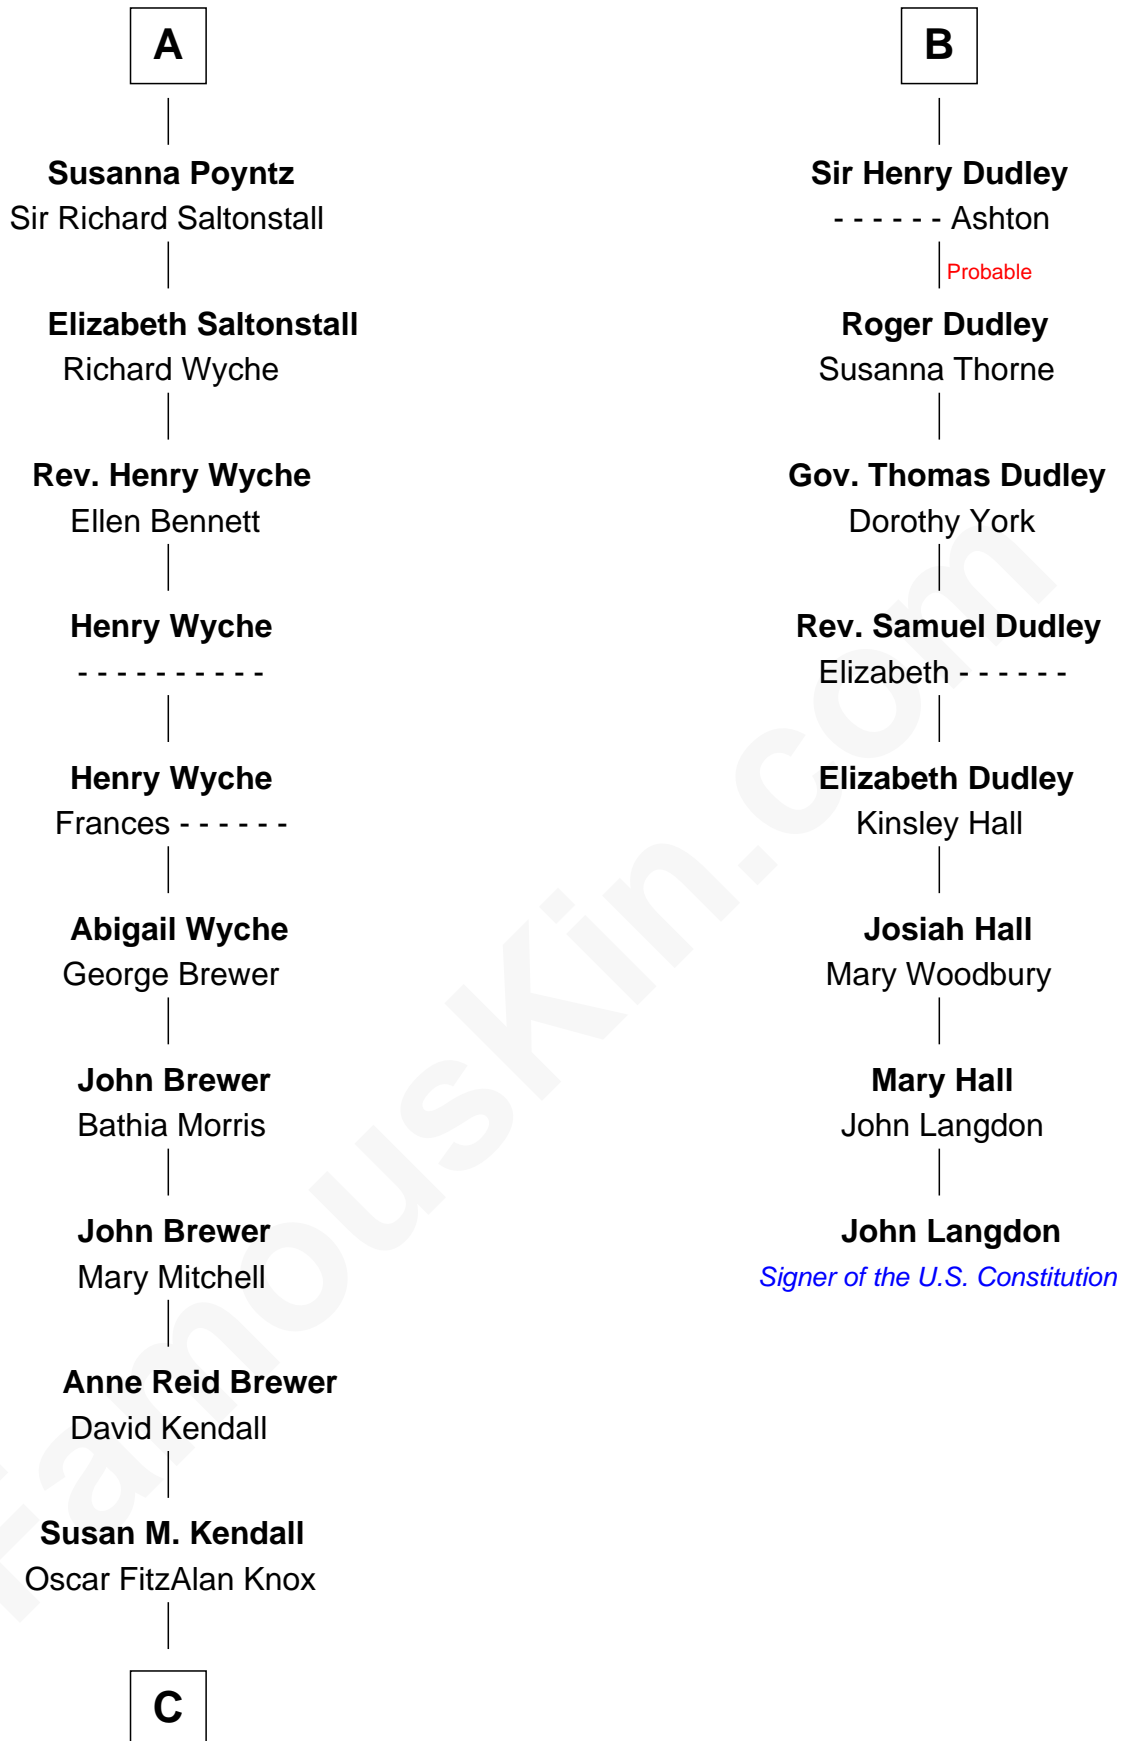 A
Susanna Poyntz
Sir Richard Saltonstall
Elizabeth Saltonstall
Richard Wyche
Rev. Henry Wyche
Ellen Bennett
Henry Wyche
- - - - - - - - - -
Henry Wyche
Frances - - - - - -
Abigail Wyche
George Brewer
John Brewer
Bathia Morris
John Brewer
Mary Mitchell
Anne Reid Brewer
David Kendall
Susan M. Kendall
Oscar FitzAlan Knox
C
B
Sir Henry Dudley
- - - - - - Ashton
Probable
Roger Dudley
Susanna Thorne
Gov. Thomas Dudley
Dorothy York
Rev. Samuel Dudley
Elizabeth - - - - - -
Elizabeth Dudley
Kinsley Hall
Josiah Hall
Mary Woodbury
Mary Hall
John Langdon
John Langdon
Signer of the U.S. Constitution
FamousKin.com